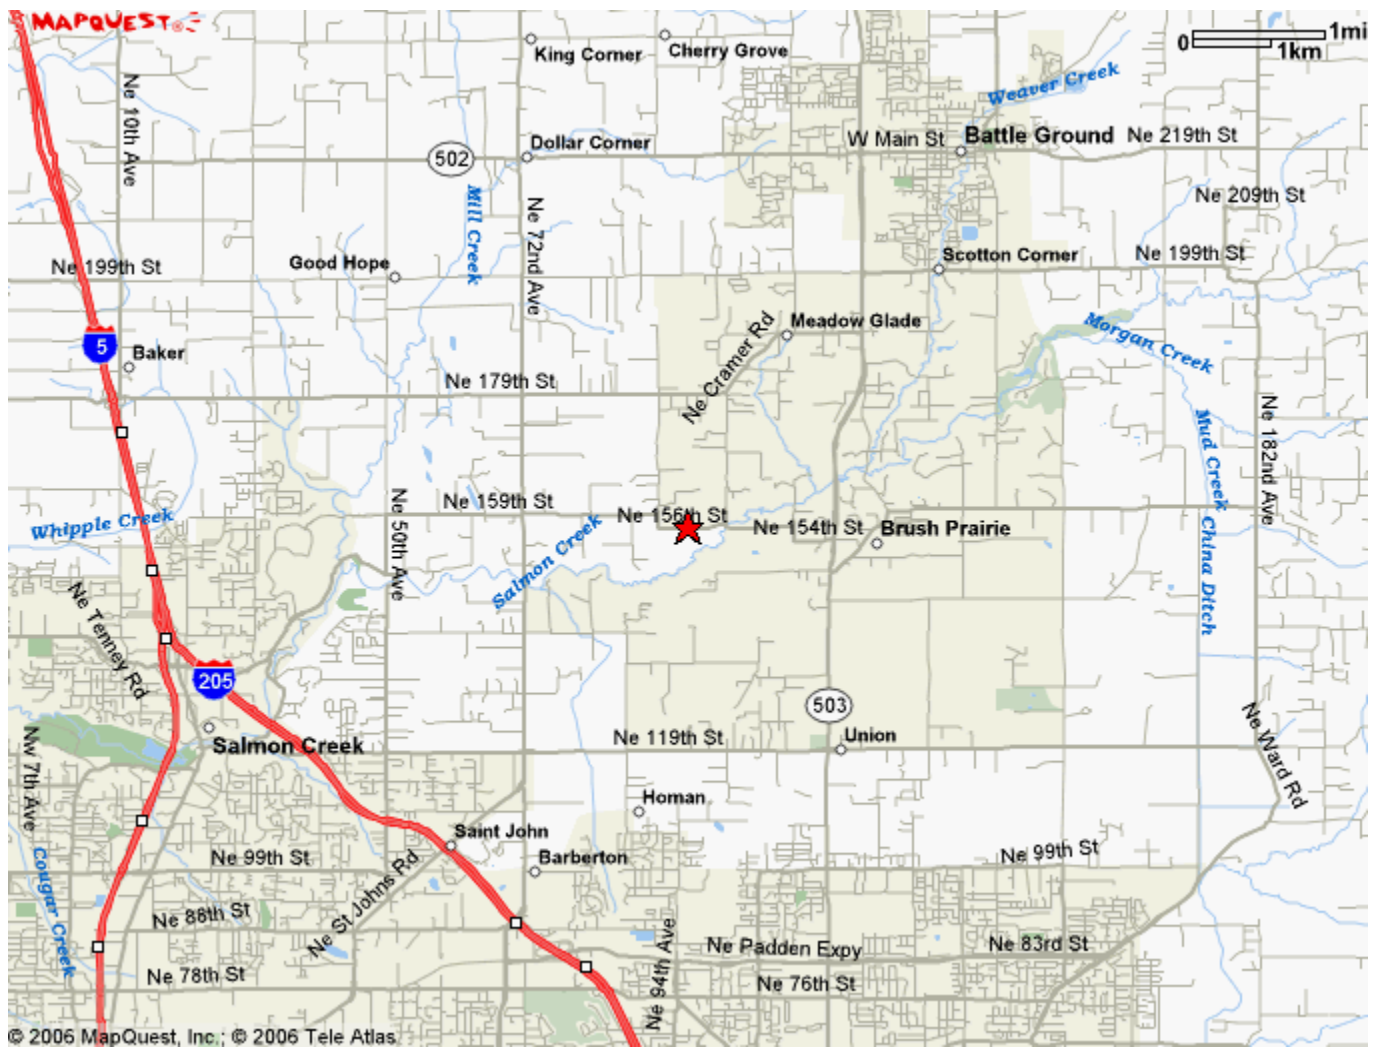 MAPQUEST
0
1mi
1km
King Corner
Cherry Grove
Weaver Creek
Ne 10th Ave
502
Dollar Corner
W Main St
Battle Ground
Ne 219th St
Mill Creek
Ne 72nd Ave
Ne 209th St
Ne 199th St
Good Hope
Scotton Corner
Ne 199th St
5
Baker
Ne Cramer Rd
Meadow Glade
Morgan Creek
Ne 179th St
Mud Creek
Ne 182nd Ave
Whipple Creek
Ne 50th Ave
Ne 159th St
Salmon Creek
Ne 156th St
Ne 154th St
Brush Prairie
China Ditch
Ne Tenney Rd
205
503
Nw 7th Ave
Salmon Creek
Ne 119th St
Union
Ne Ward Rd
Homan
Saint John
Cougar Creek
Ne 99th St
Ne St Johns Rd
Barberton
Ne 99th St
Ne 88th St
Ne 94th Ave
Ne Padden Expy
Ne 83rd St
Ne 78th St
Ne 76th St
© 2006 MapQuest, Inc.; © 2006 Tele Atlas